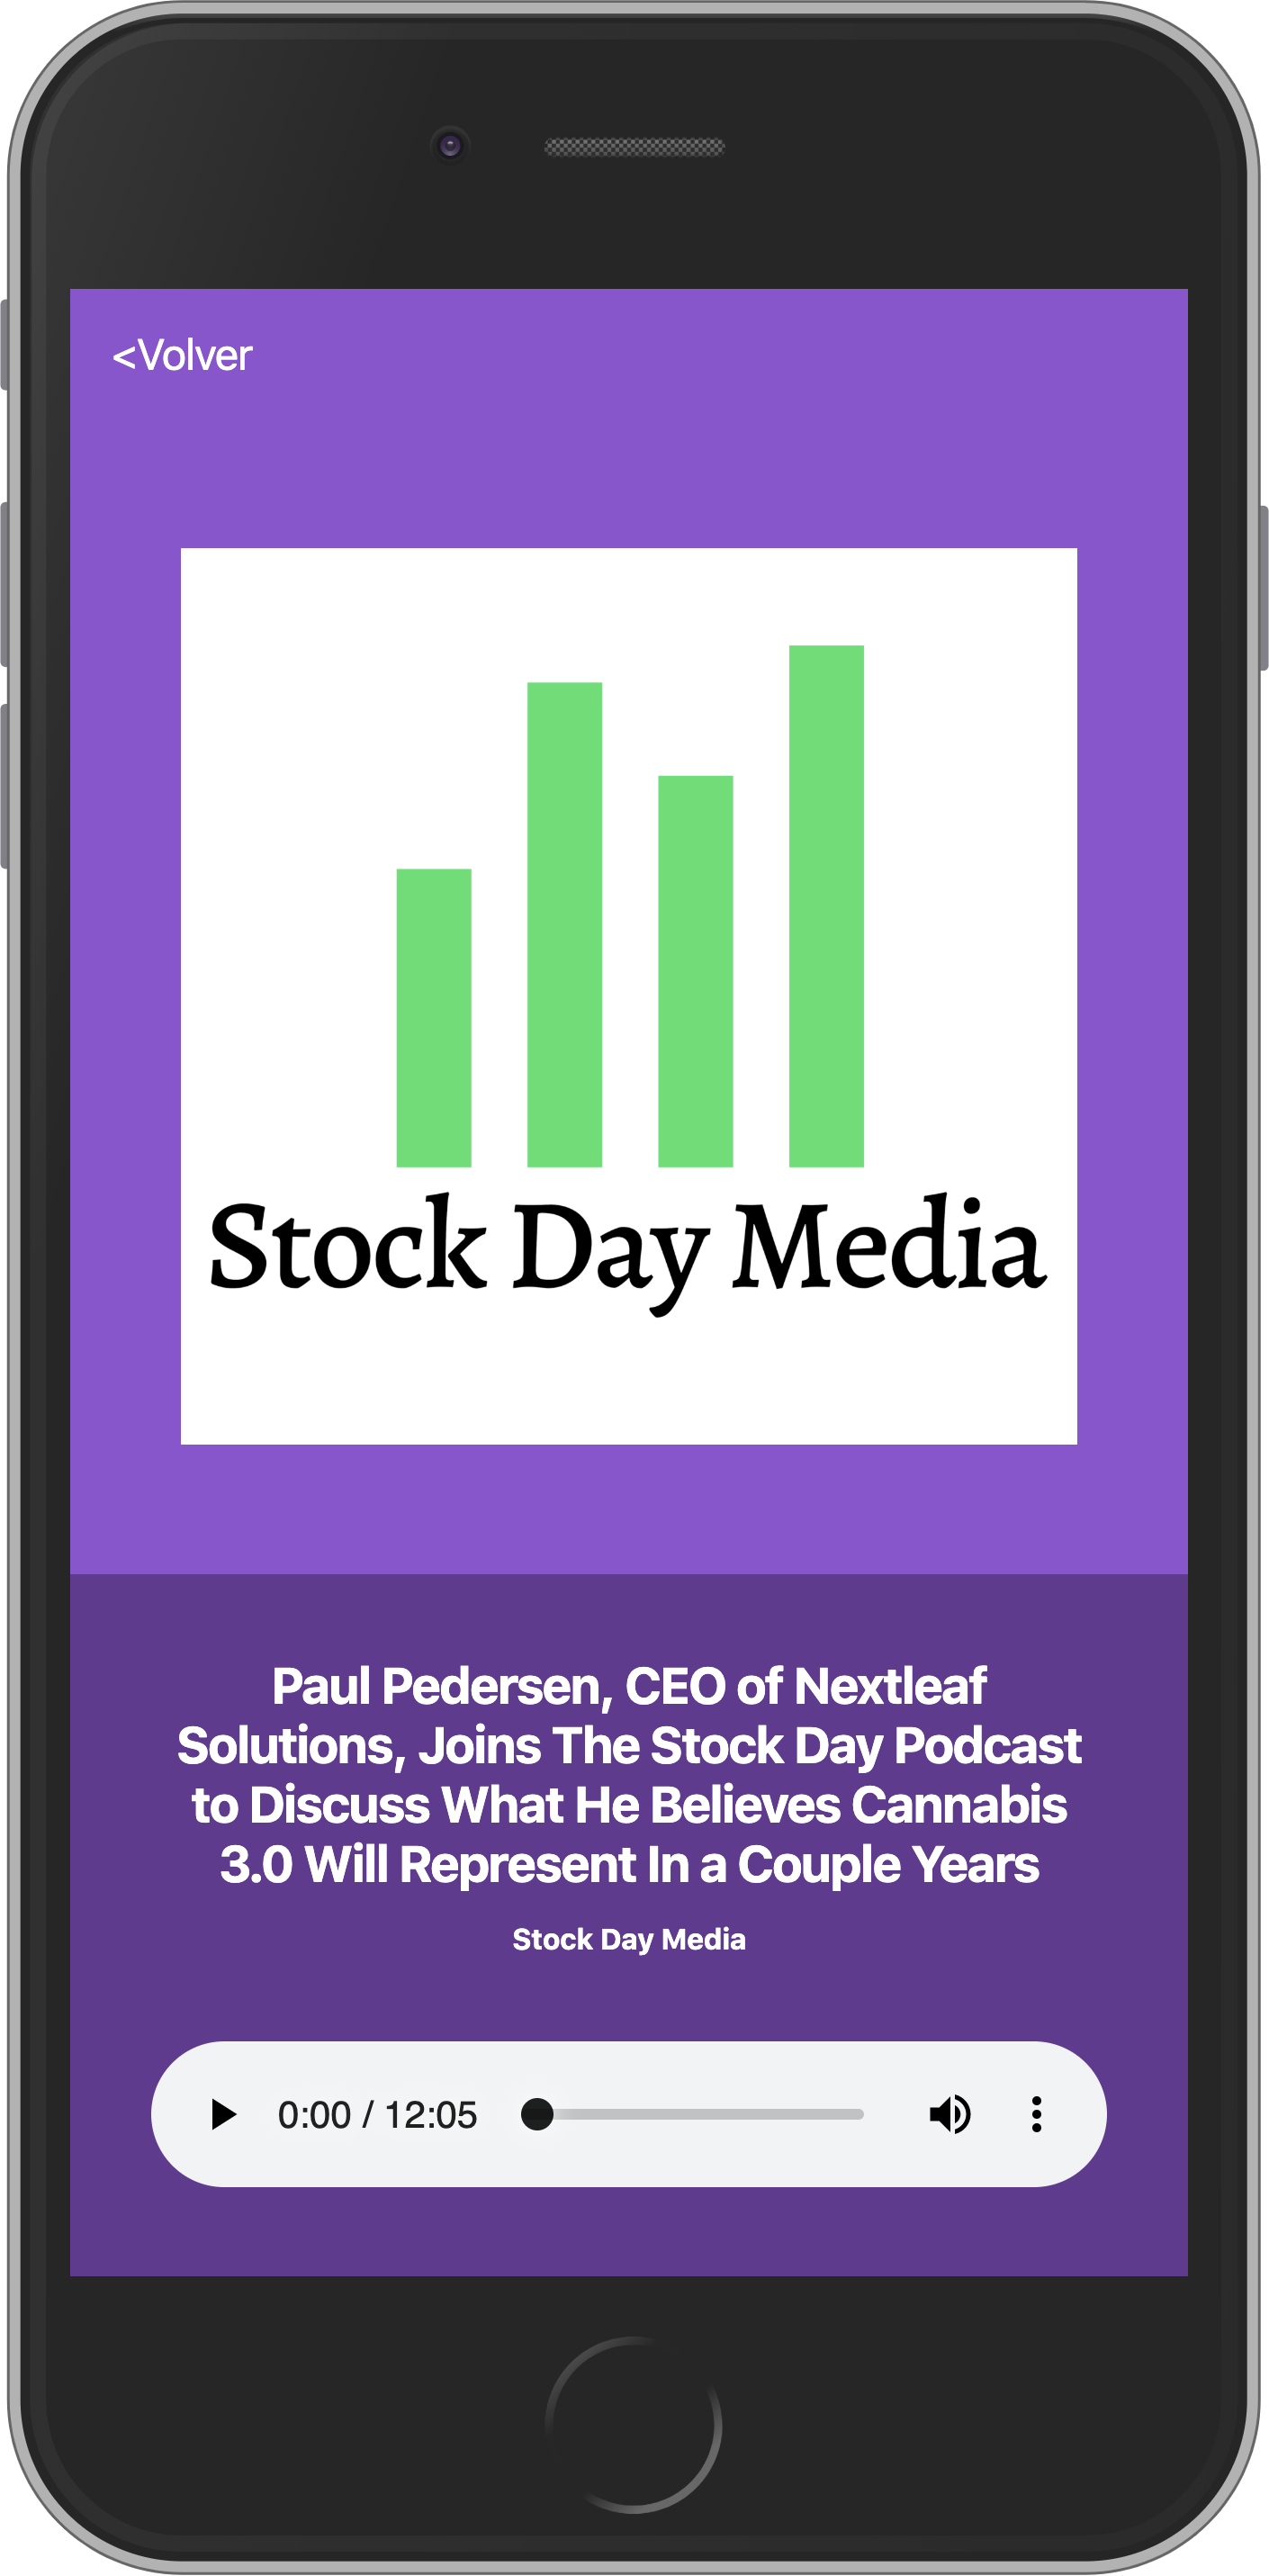 <Volver
Stock Day Media
Paul Pedersen, CEO of Nextleaf
Solutions, Joins The Stock Day Podcast
to Discuss What He Believes Cannabis
3.0 Will Represent In a Couple Years
Stock Day Media
0:00 / 12:05